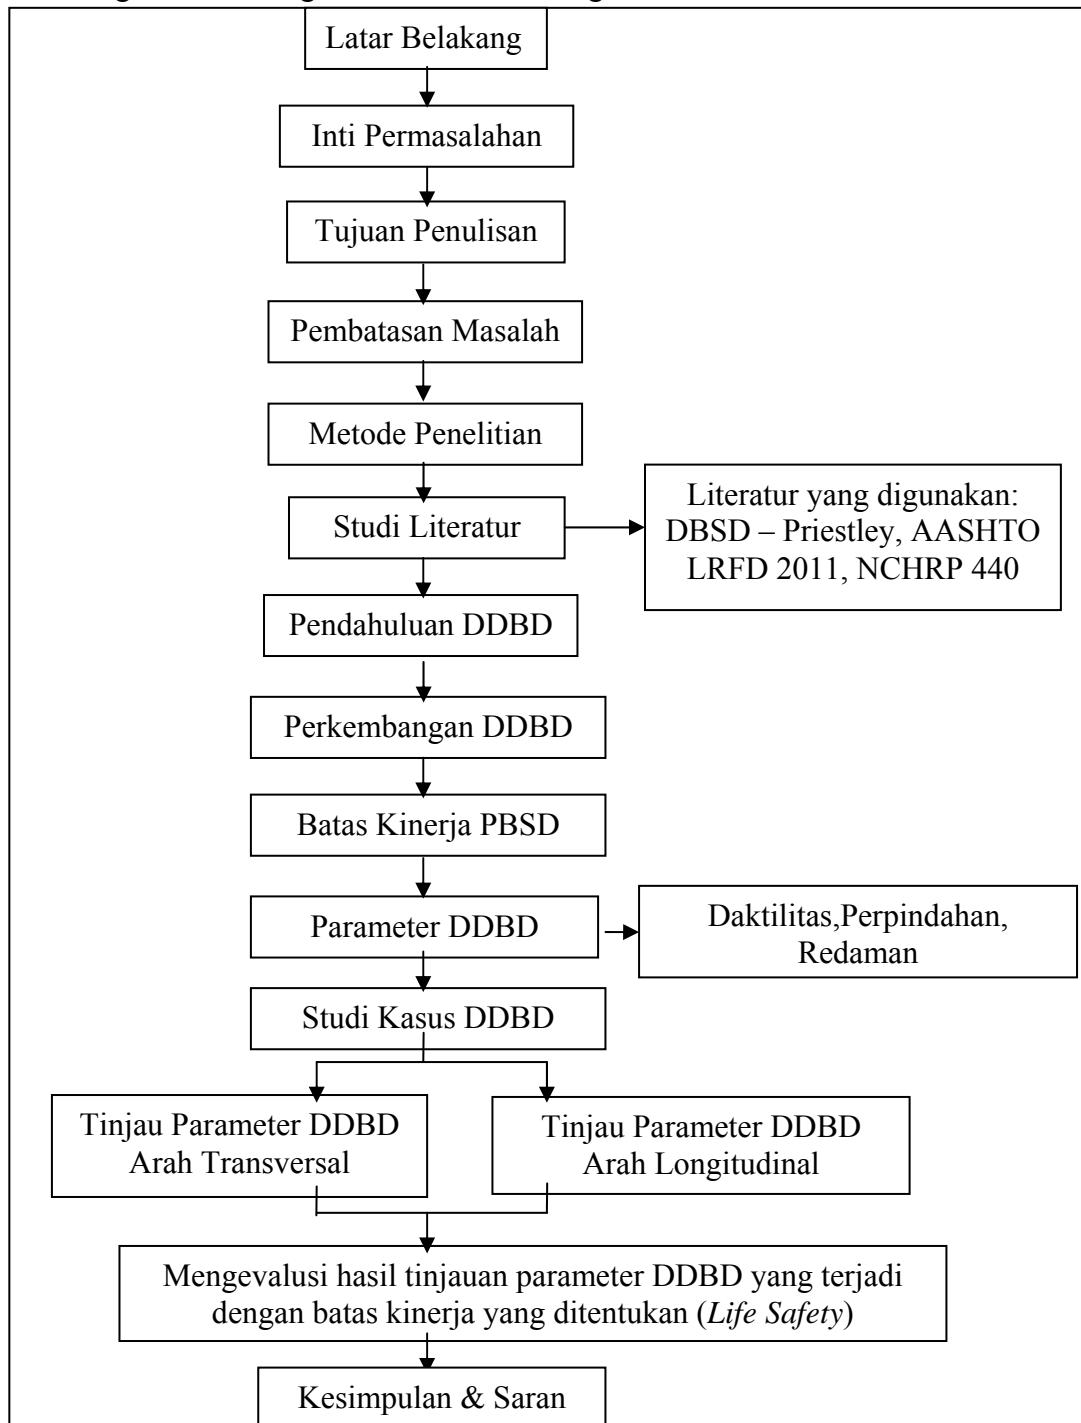 Latar Belakang
Inti Permasalahan
Tujuan Penulisan
Pembatasan Masalah
Metode Penelitian
Studi Literatur
Literatur yang digunakan:
DBSD – Priestley, AASHTO
LRFD 2011, NCHRP 440
Pendahuluan DDBD
Perkembangan DDBD
Batas Kinerja PBSD
Parameter DDBD
Daktilitas,Perpindahan,
Redaman
Studi Kasus DDBD
Tinjau Parameter DDBD
Arah Transversal
Tinjau Parameter DDBD
Arah Longitudinal
Mengevalusi hasil tinjauan parameter DDBD yang terjadi
dengan batas kinerja yang ditentukan (Life Safety)
Kesimpulan & Saran